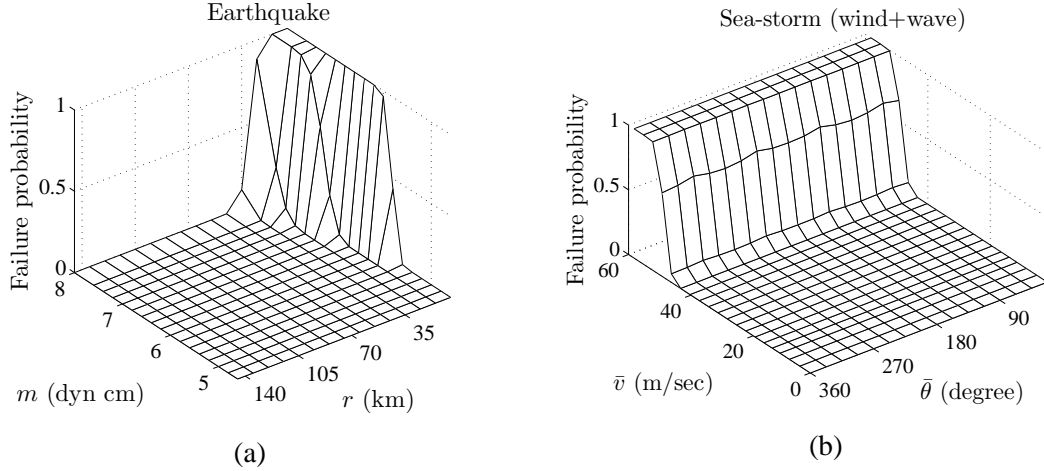 Earthquake
Failure probability
1
0.5
0
8
7
6
5
m (dyn cm)
140
105
70
35
r (km)
(a)
Sea-storm (wind+wave)
Failure probability
1
0.5
0
60
40
20
0
v̄ (m/sec)
360
270
180
90
θ̄ (degree)
(b)